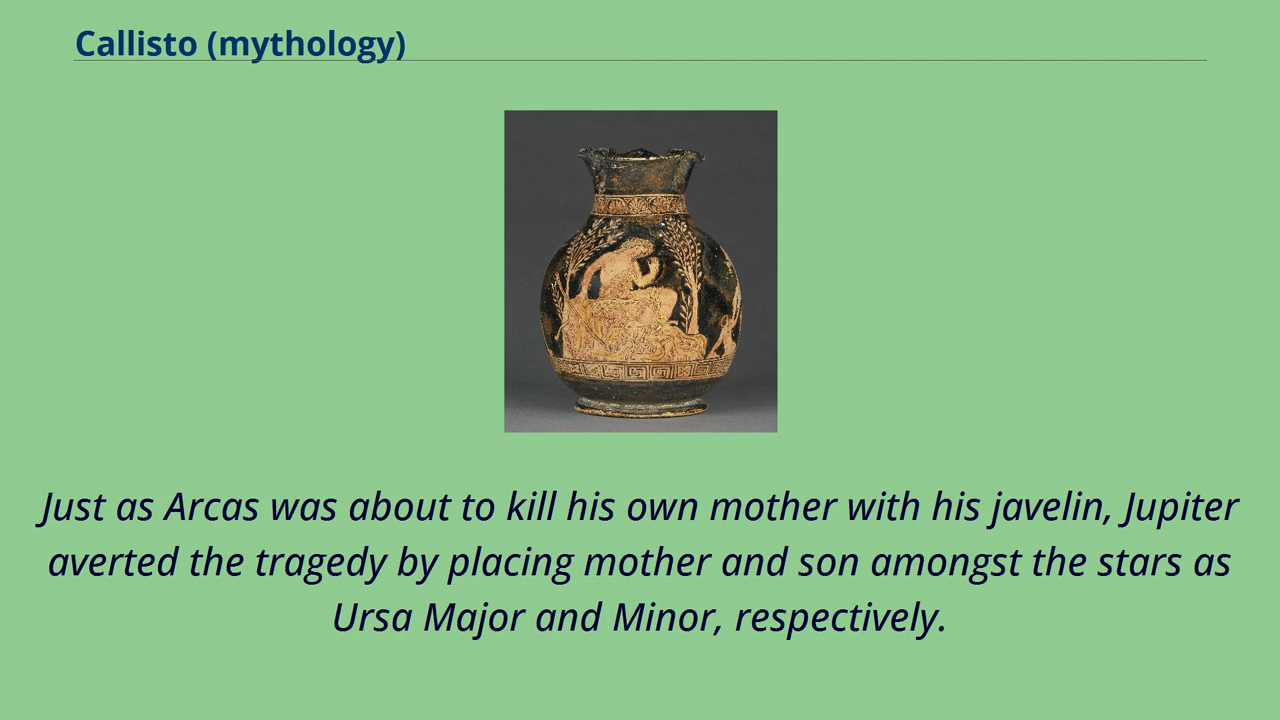 Callisto (mythology)
Just as Arcas was about to kill his own mother with his javelin, Jupiter
averted the tragedy by placing mother and son amongst the stars as
Ursa Major and Minor, respectively.